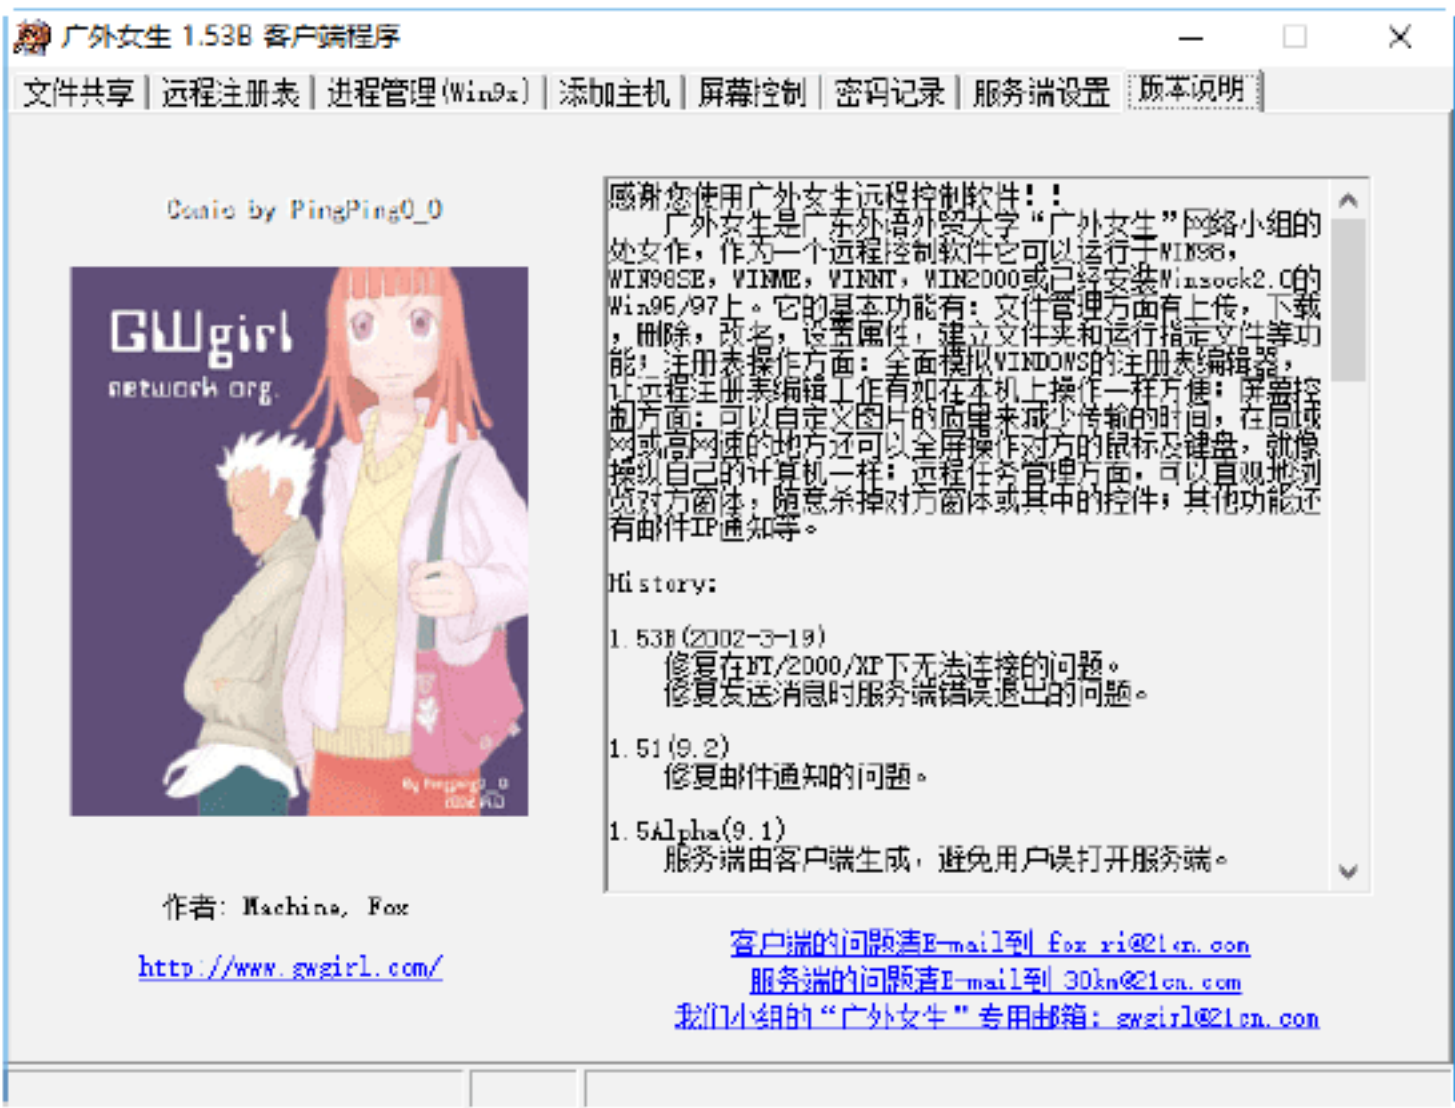 广外女生 1.53B 客户端程序
文件共享 远程注册表 进程管理(Win9x) 添加主机 屏幕控制 密码记录 服务端设置 版本说明
Comic by PingPingO_O
GWgirl
network org.
By PingpingO_O
作者: Machine, Fox
http://www.gwgirl.com/
感谢您使用广外女生远程控制软件！！
广外女生是广东外语外贸大学“广外女生”网络小组的
处女作，作为一个远程控制软件它可以运行于WIN98，
WIN98SE，WINME，WINNT，WIN2000或已经安装Winsock2.0的
Win95/97上。它的基本功能有：文件管理方面有上传，下载
，删除，改名，设置属性，建立文件夹和运行指定文件等功
能；注册表操作方面：全面模拟WINDOWS的注册表编辑器，
让远程注册表编辑工作有如在本机上操作一样方便；屏幕控
制方面：可以自定义图片的质量来减少传输的时间，在局域
网或高网速的地方还可以全屏操作对方的鼠标及键盘，就像
操纵自己的计算机一样；远程任务管理方面，可以直观地浏
览对方窗体，随意杀掉对方窗体或其中的控件；其他功能还
有邮件IP通知等。
History:
1.53B(2002-3-19)
修复在NT/2000/XP下无法连接的问题。
修复发送消息时服务端错误退出的问题。
1.51(9.2)
修复邮件通知的问题。
1.5Alpha(9.1)
服务端由客户端生成，避免用户误打开服务端。
客户端的问题请E-mail到 fox_ri@21cn.com
服务端的问题请E-mail到 30km@21cn.com
我们小组的“广外女生”专用邮箱: gwgirl@21cn.com